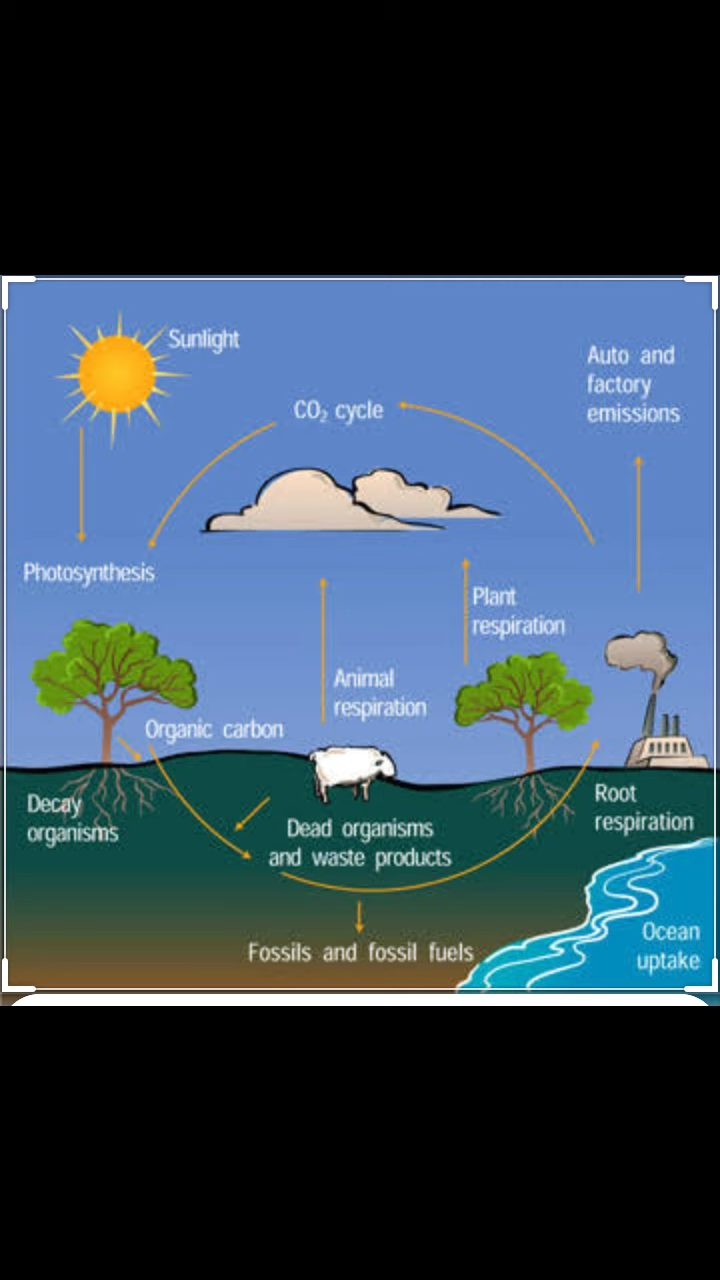 Sunlight
Auto and
factory
emissions
CO₂ cycle
Photosynthesis
Plant
respiration
Animal
respiration
Organic carbon
Decay
organisms
Root
respiration
Dead organisms
and waste products
Ocean
uptake
Fossils and fossil fuels